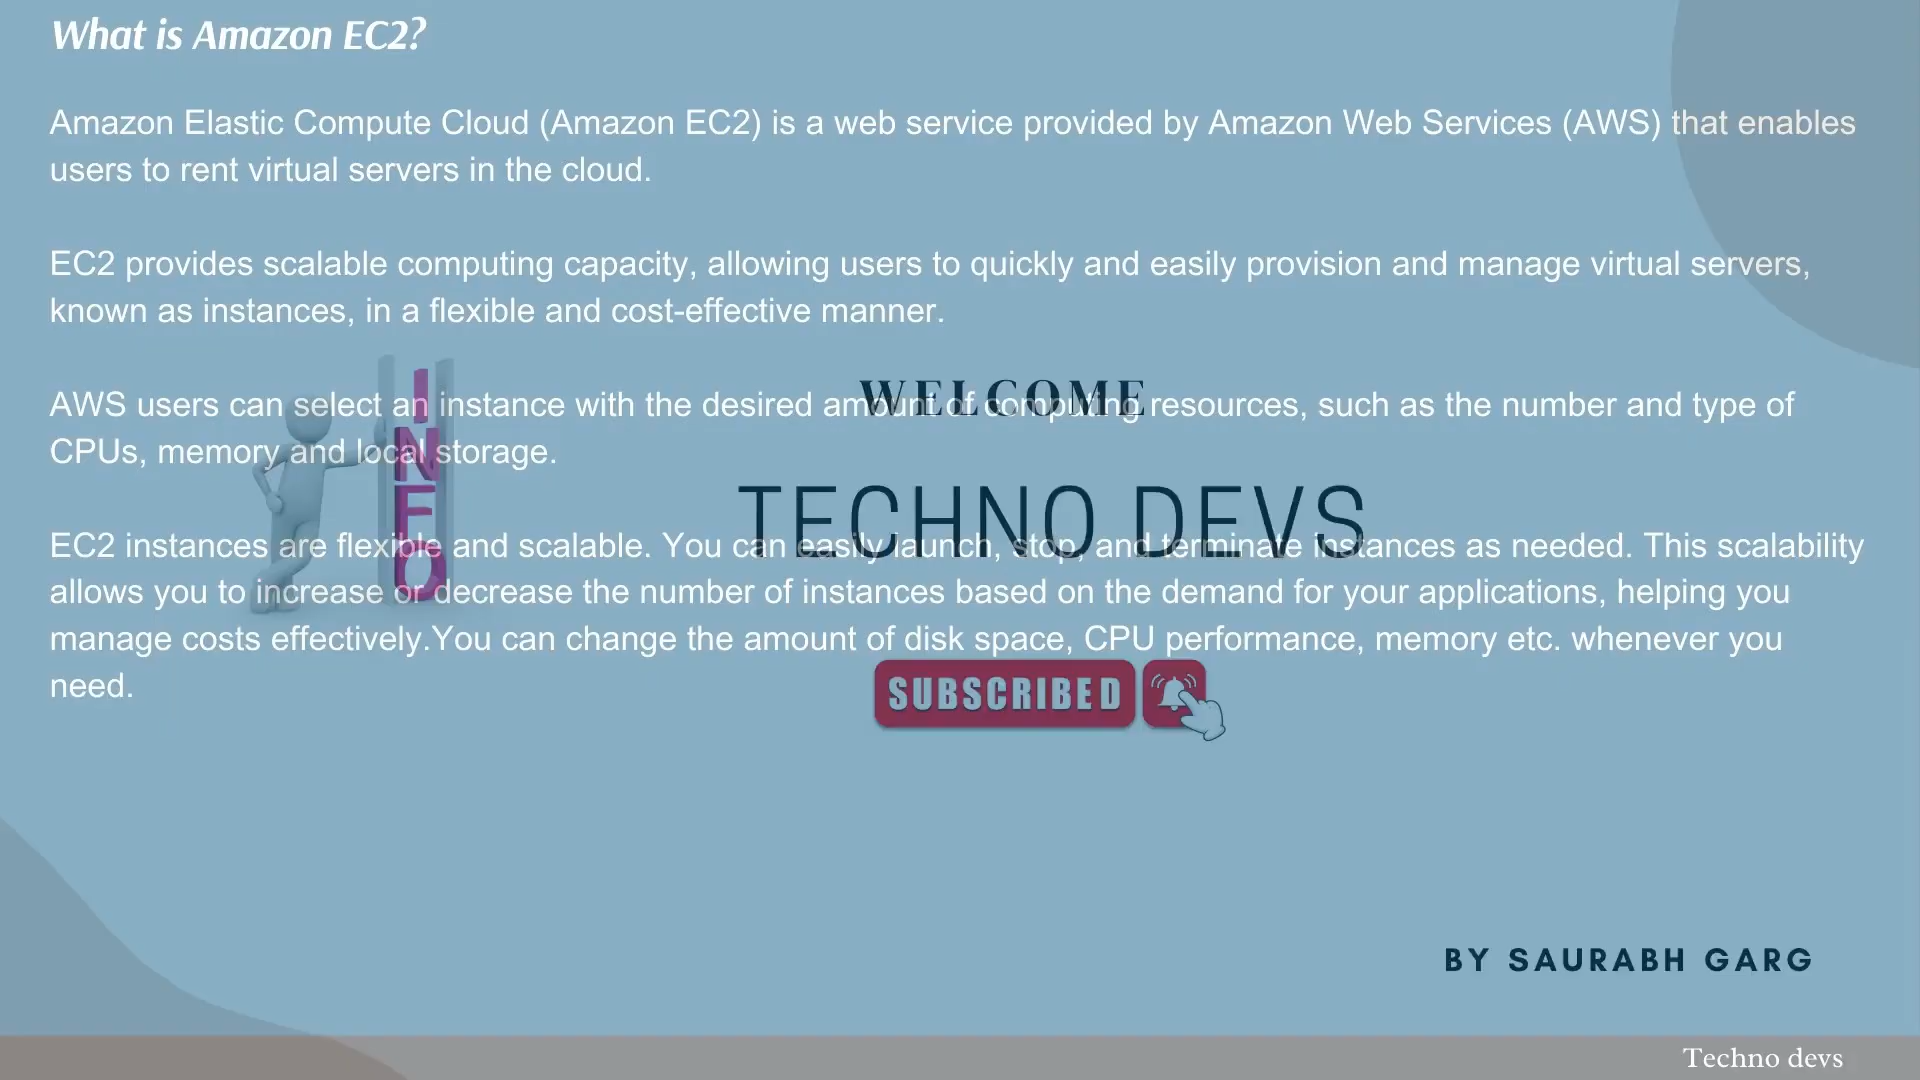 What is Amazon EC2?
Amazon Elastic Compute Cloud (Amazon EC2) is a web service provided by Amazon Web Services (AWS) that enables
users to rent virtual servers in the cloud.
EC2 provides scalable computing capacity, allowing users to quickly and easily provision and manage virtual servers,
known as instances, in a flexible and cost-effective manner.
AWS users can select an instance with the desired amount of computing resources, such as the number and type of
CPUs, memory and local storage.
EC2 instances are flexible and scalable. You can easily launch, stop, and terminate instances as needed. This scalability
allows you to increase or decrease the number of instances based on the demand for your applications, helping you
manage costs effectively.You can change the amount of disk space, CPU performance, memory etc. whenever you
need.
INFO
WELCOME
TECHNO DEVS
SUBSCRIBED
BY SAURABH GARG
Techno devs